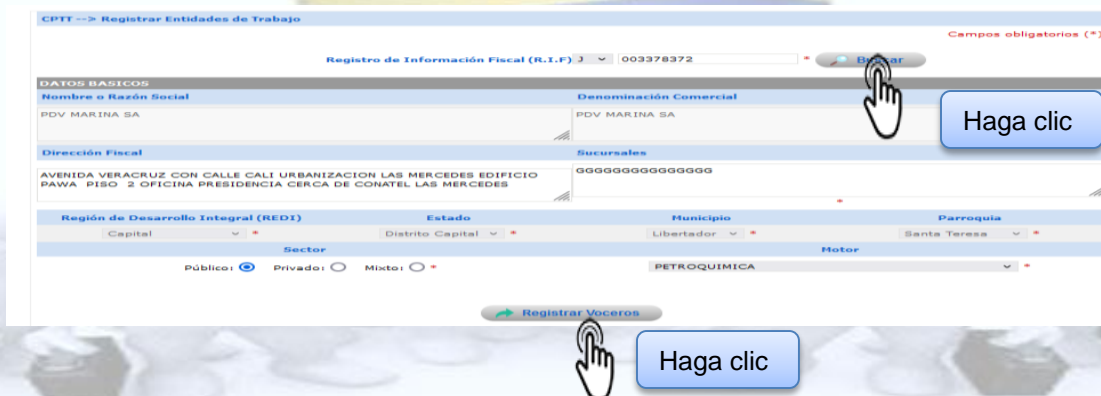 CPTT --> Registrar Entidades de Trabajo
Campos obligatorios (*)
Registro de Información Fiscal (R.I.F) J 003378372 * Buscar
DATOS BASICOS
Nombre o Razón Social Denominación Comercial
PDV MARINA SA PDV MARINA SA
Haga clic
Dirección Fiscal Sucursales
AVENIDA VERACRUZ CON CALLE CALI URBANIZACION LAS MERCEDES EDIFICIO GGGGGGGGGGGGGGGG
PAWA PISO 2 OFICINA PRESIDENCIA CERCA DE CONATEL LAS MERCEDES
*
Región de Desarrollo Integral (REDI) Estado Municipio Parroquia
Capital * Distrito Capital * Libertador * Santa Teresa *
Sector Motor
Público: Privado: Mixto: * PETROQUIMICA *
Registrar Voceros
Haga clic